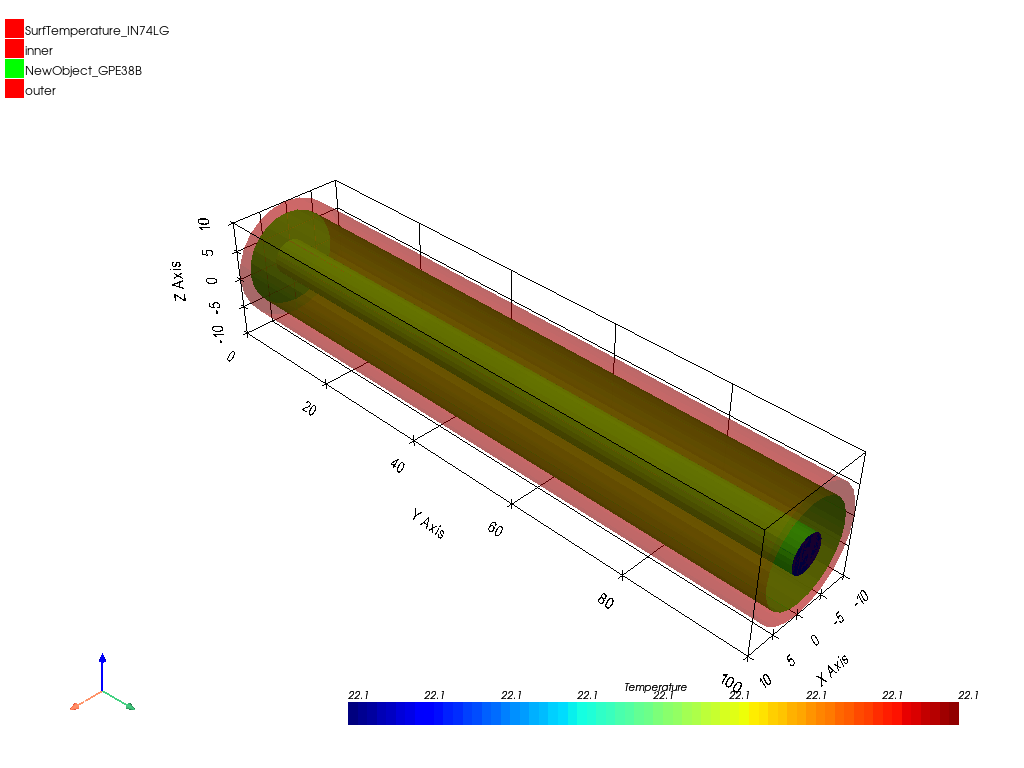 SurfTemperature_IN74LG
inner
NewObject_GPE38B
outer
10
5
0
-5
-10
Z Axis
0
20
40
60
80
100
Y Axis
10
5
0
-5
-10
X Axis
Temperature
22.1 22.1 22.1 22.1 22.1 22.1 22.1 22.1 22.1